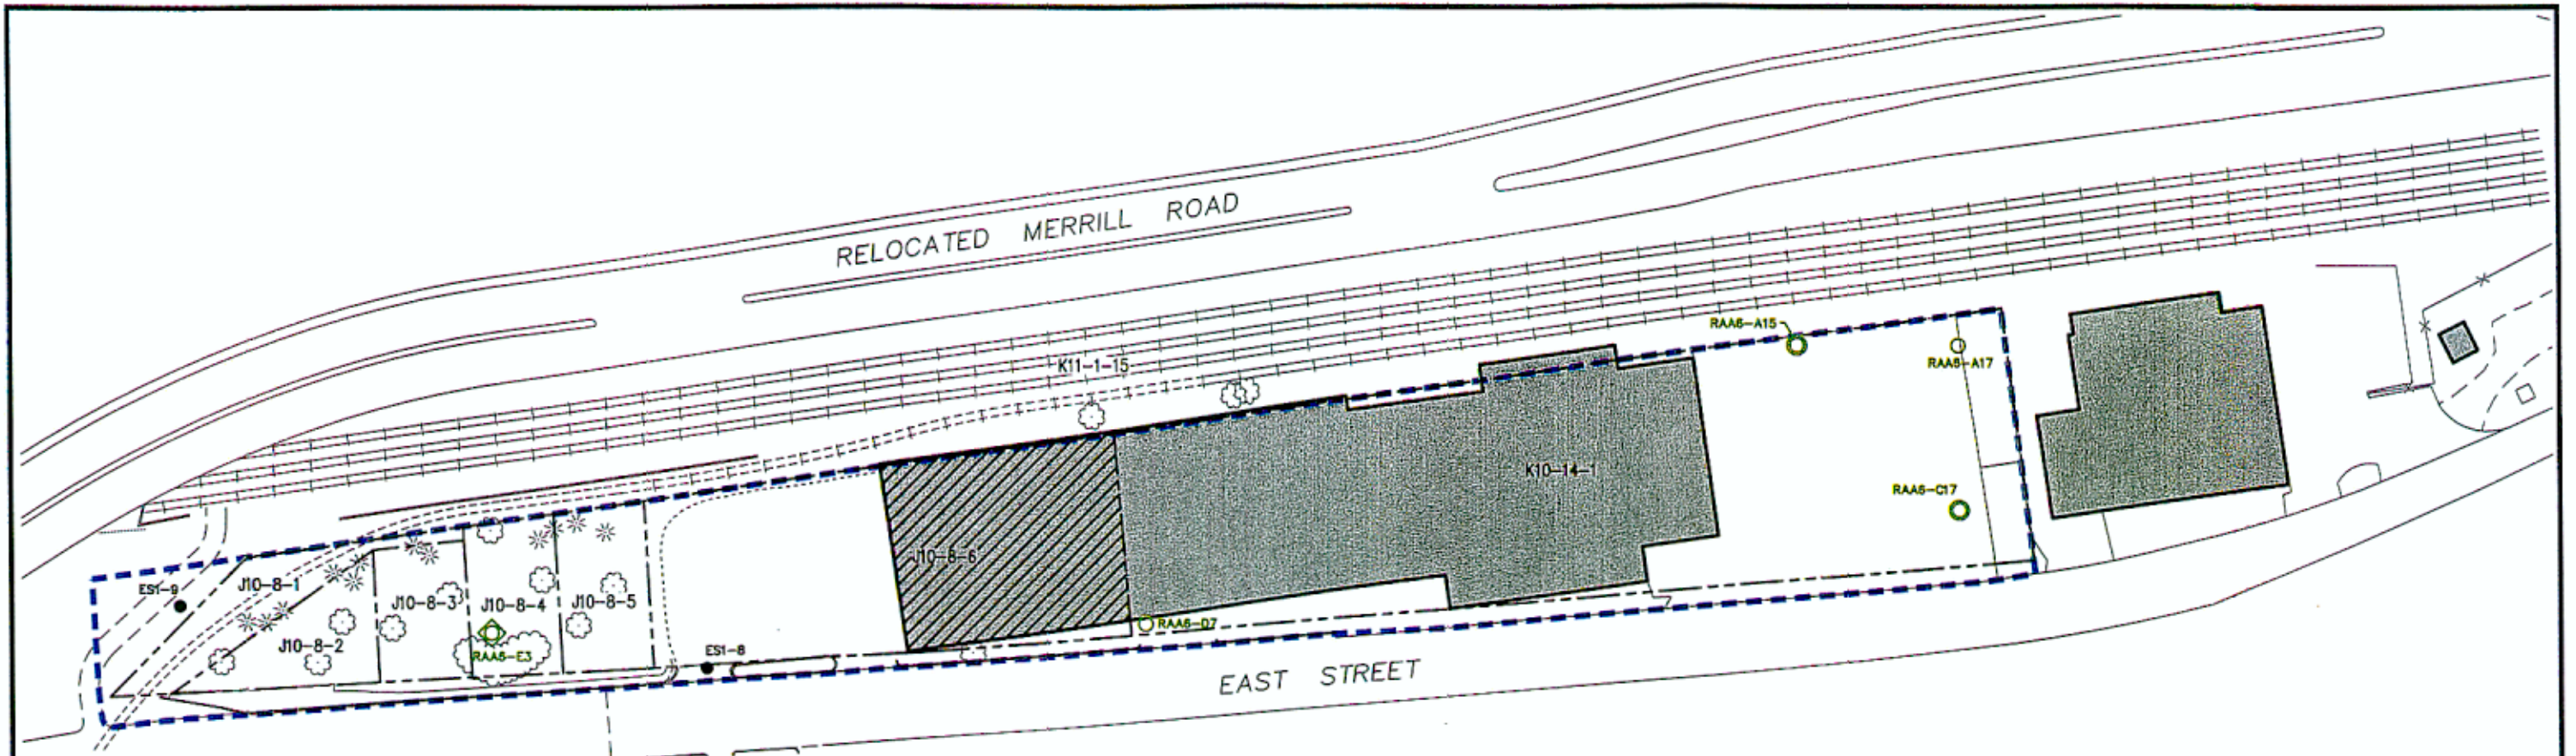 RELOCATED MERRILL ROAD
K11-1-15
RAA6-A15
RAA6-A17
K10-14-1
RAA6-C17
J10-8-6
ES1-9
J10-8-1
J10-8-3
J10-8-4
J10-8-5
J10-8-2
RAA6-E3
ES1-8
RAA6-D7
EAST STREET